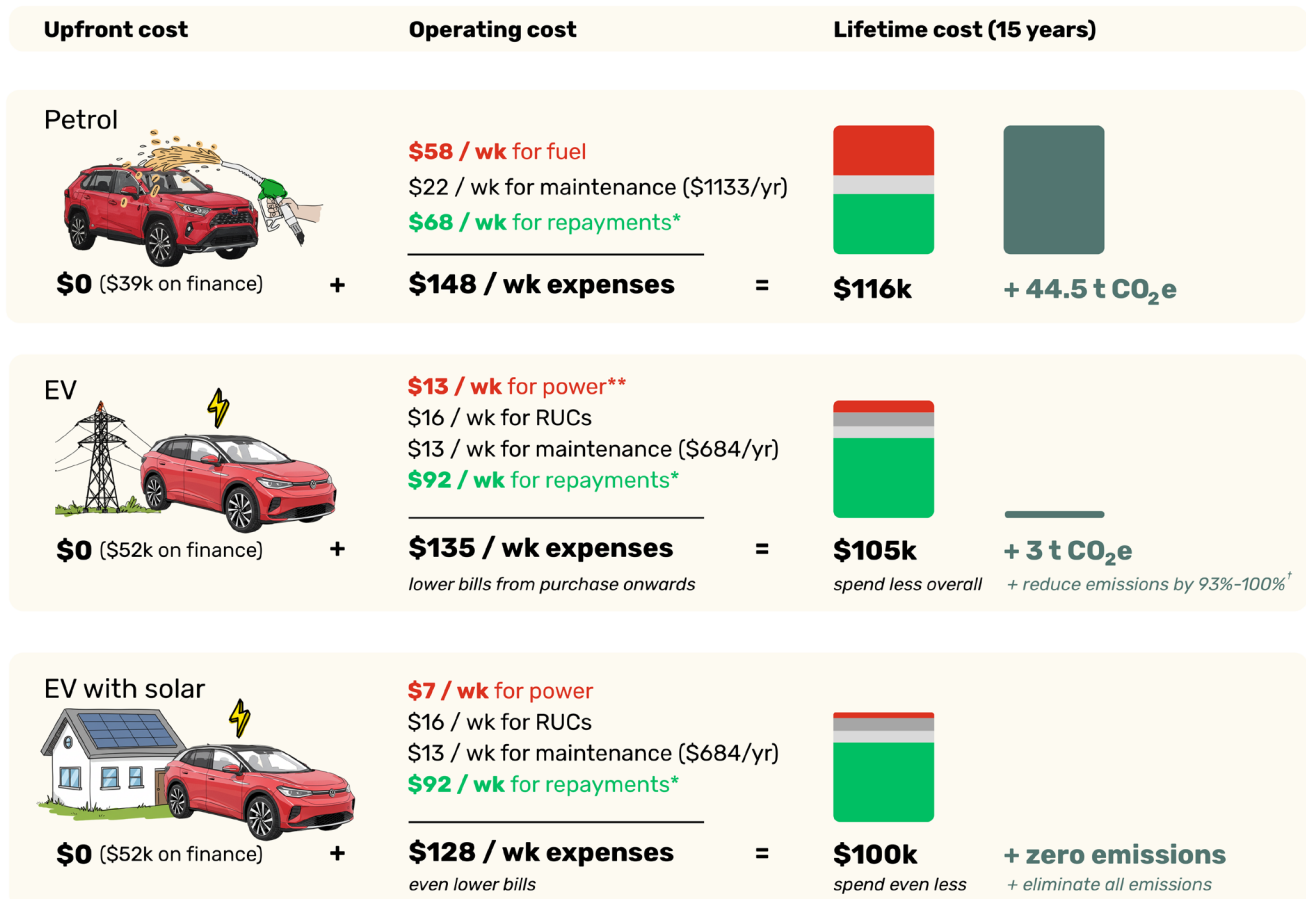 Upfront cost Operating cost Lifetime cost (15 years)
Petrol
$58 / wk for fuel
$22 / wk for maintenance ($1133/yr)
$68 / wk for repayments*
$0 ($39k on finance) + $148 / wk expenses = $116k + 44.5 t CO₂e
EV
$13 / wk for power**
$16 / wk for RUCs
$13 / wk for maintenance ($684/yr)
$92 / wk for repayments*
$0 ($52k on finance) + $135 / wk expenses = $105k + 3 t CO₂e
lower bills from purchase onwards spend less overall + reduce emissions by 93%-100%†
EV with solar
$7 / wk for power
$16 / wk for RUCs
$13 / wk for maintenance ($684/yr)
$92 / wk for repayments*
$0 ($52k on finance) + $128 / wk expenses = $100k + zero emissions
even lower bills spend even less + eliminate all emissions